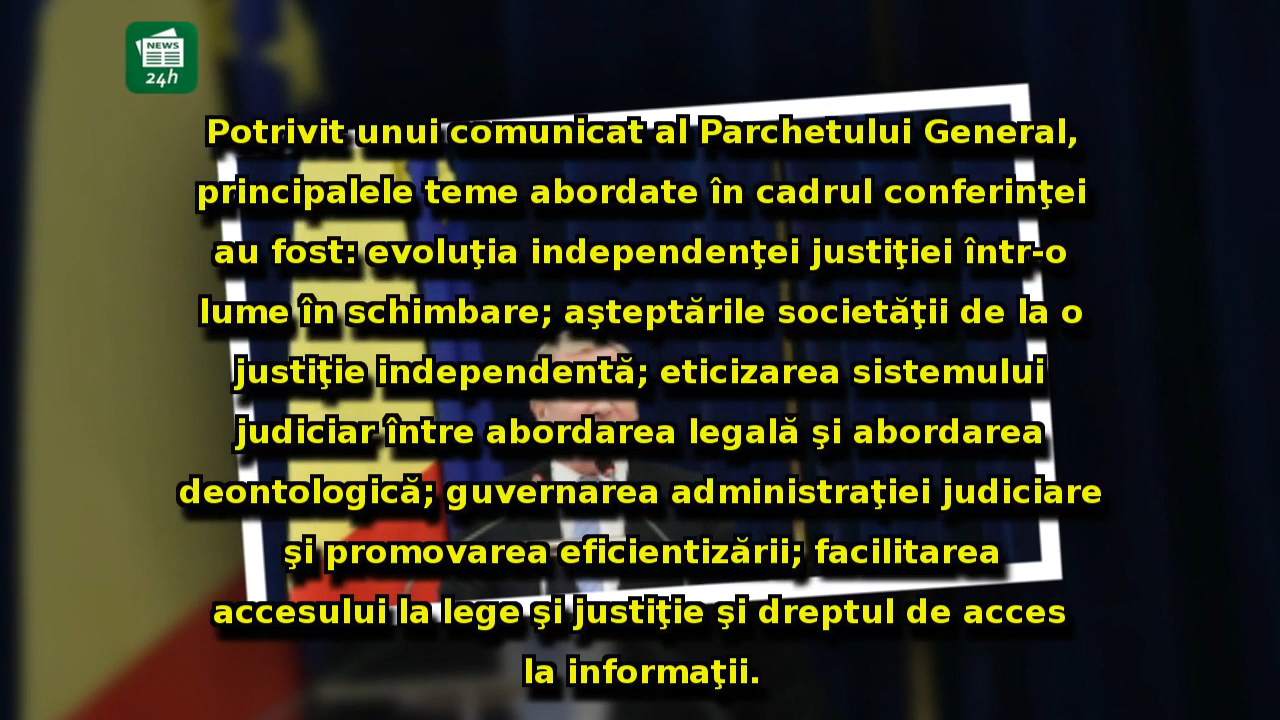 NEWS
24h
Potrivit unui comunicat al Parchetului General,
principalele teme abordate în cadrul conferinţei
au fost: evoluţia independenţei justiţiei într-o
lume în schimbare; aşteptările societăţii de la o
justiţie independentă; eticizarea sistemului
judiciar între abordarea legală şi abordarea
deontologică; guvernarea administraţiei judiciare
şi promovarea eficientizării; facilitarea
accesului la lege şi justiţie şi dreptul de acces
la informaţii.